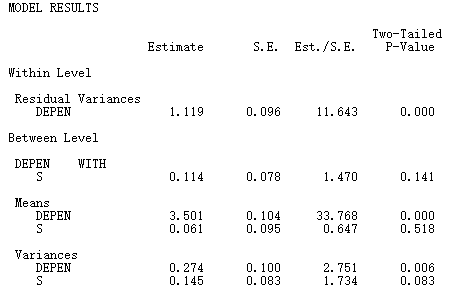 MODEL RESULTS
Two-Tailed
Estimate S.E. Est./S.E. P-Value
Within Level
Residual Variances
DEPEN 1.119 0.096 11.643 0.000
Between Level
DEPEN WITH
S 0.114 0.078 1.470 0.141
Means
DEPEN 3.501 0.104 33.768 0.000
S 0.061 0.095 0.647 0.518
Variances
DEPEN 0.274 0.100 2.751 0.006
S 0.145 0.083 1.734 0.083